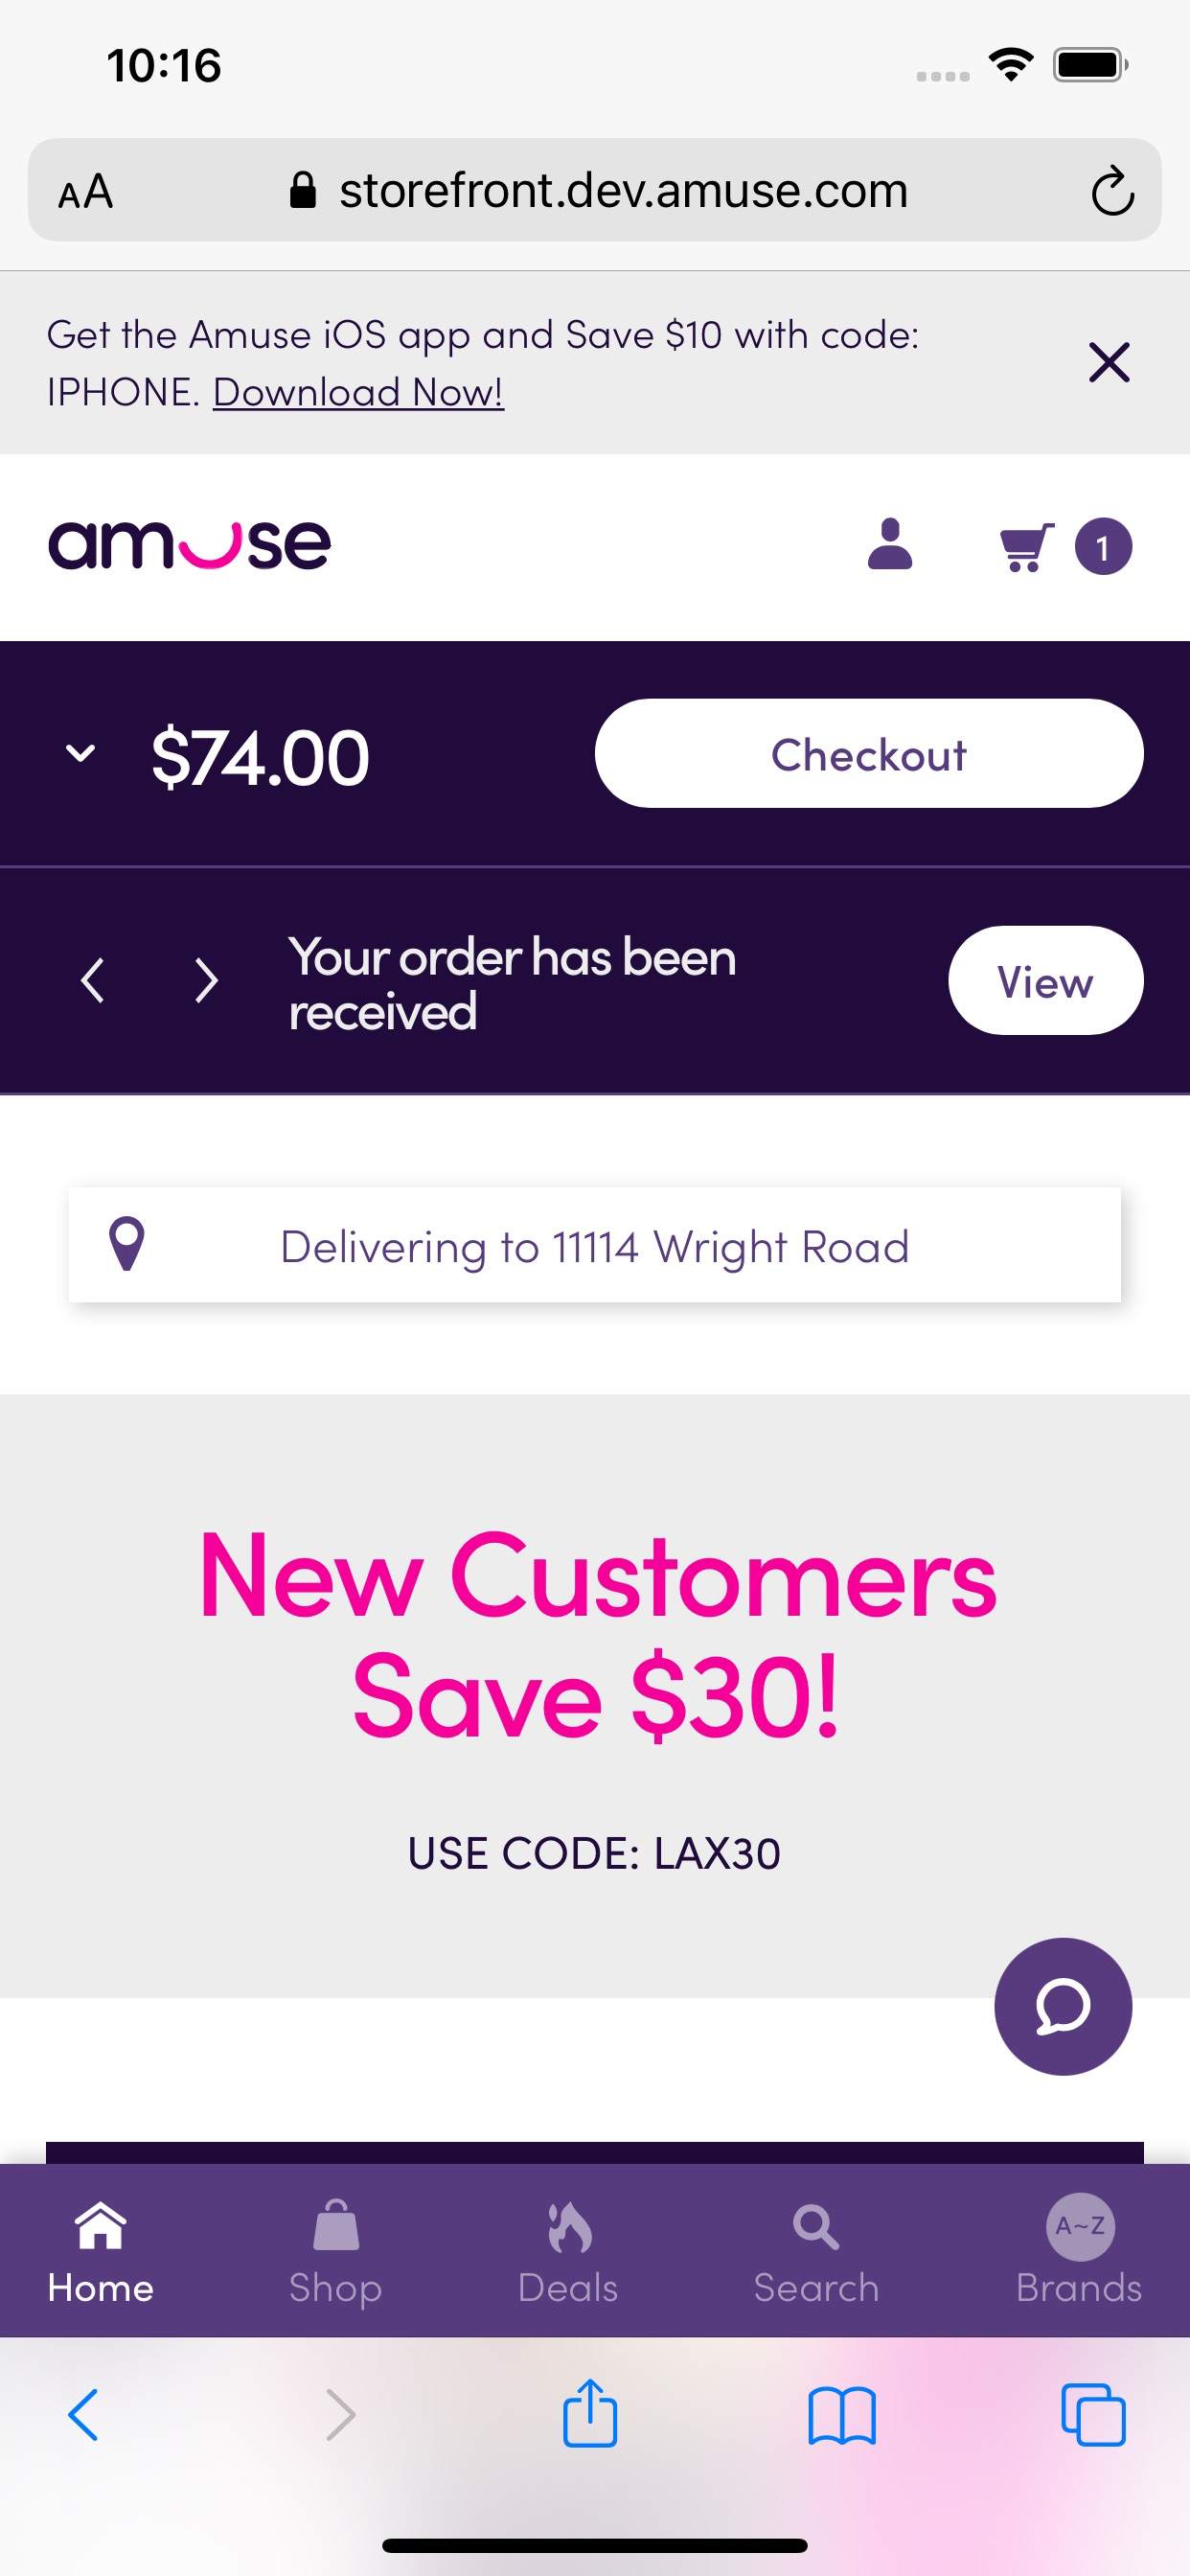 10:16
AA
storefront.dev.amuse.com
Get the Amuse iOS app and Save $10 with code:
IPHONE. Download Now!
amuse
1
$74.00
Checkout
Your order has been
received
View
Delivering to 11114 Wright Road
New Customers
Save $30!
USE CODE: LAX30
A~Z
Home
Shop
Deals
Search
Brands